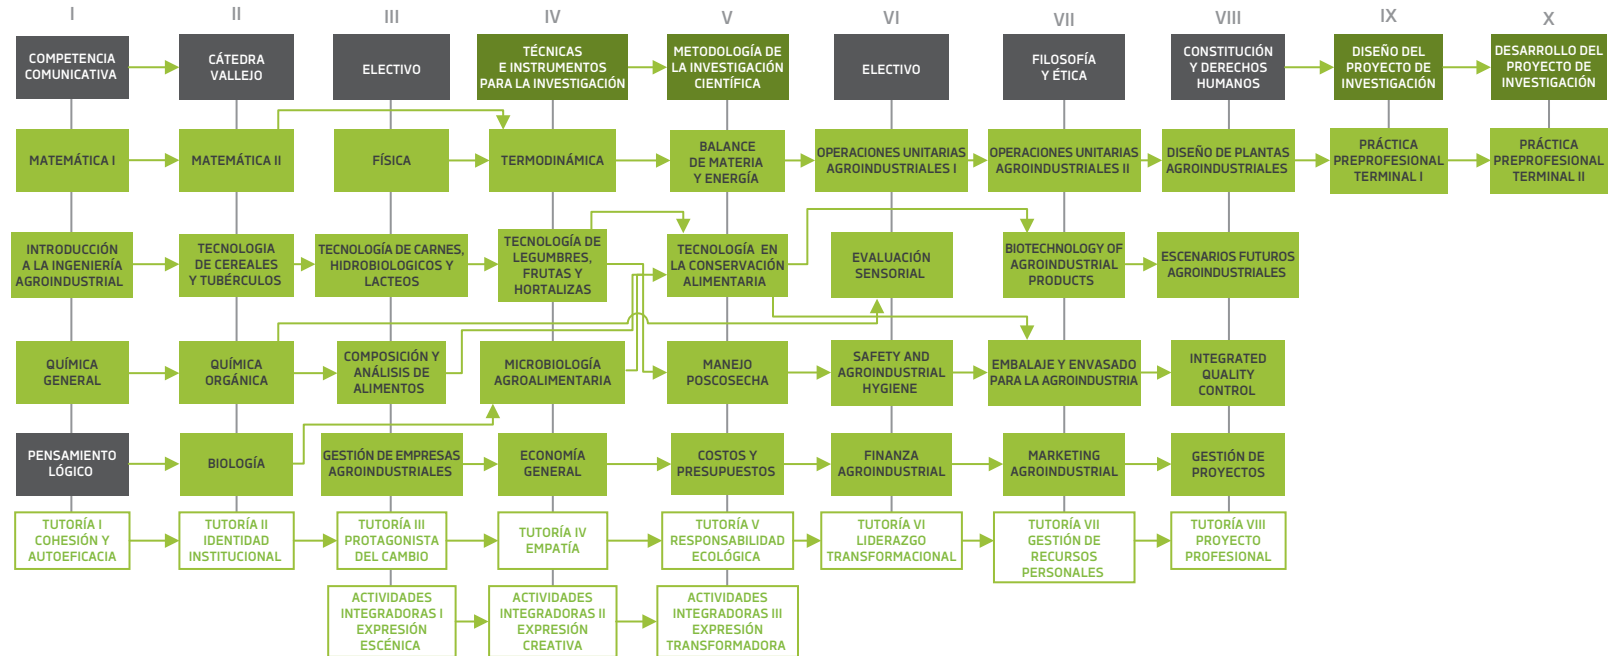 I
II
III
IV
V
VI
VII
VIII
IX
X
COMPETENCIA
COMUNICATIVA
CÁTEDRA
VALLEJO
ELECTIVO
TÉCNICAS
E INSTRUMENTOS
PARA LA INVESTIGACIÓN
METODOLOGÍA DE
LA INVESTIGACIÓN
CIENTÍFICA
ELECTIVO
FILOSOFÍA
Y ÉTICA
CONSTITUCIÓN
Y DERECHOS
HUMANOS
DISEÑO DEL
PROYECTO DE
INVESTIGACIÓN
DESARROLLO DEL
PROYECTO DE
INVESTIGACIÓN
MATEMÁTICA I
MATEMÁTICA II
FÍSICA
TERMODINÁMICA
BALANCE
DE MATERIA
Y ENERGÍA
OPERACIONES UNITARIAS
AGROINDUSTRIALES I
OPERACIONES UNITARIAS
AGROINDUSTRIALES II
DISEÑO DE PLANTAS
AGROINDUSTRIALES
PRÁCTICA
PREPROFESIONAL
TERMINAL I
PRÁCTICA
PREPROFESIONAL
TERMINAL II
INTRODUCCIÓN
A LA INGENIERÍA
AGROINDUSTRIAL
TECNOLOGIA
DE CEREALES
Y TUBÉRCULOS
TECNOLOGÍA DE CARNES,
HIDROBIOLOGICOS Y
LACTEOS
TECNOLOGÍA DE
LEGUMBRES,
FRUTAS Y
HORTALIZAS
TECNOLOGÍA EN
LA CONSERVACIÓN
ALIMENTARIA
EVALUACIÓN
SENSORIAL
BIOTECHNOLOGY OF
AGROINDUSTRIAL
PRODUCTS
ESCENARIOS FUTUROS
AGROINDUSTRIALES
QUÍMICA
GENERAL
QUÍMICA
ORGÁNICA
COMPOSICIÓN Y
ANÁLISIS DE
ALIMENTOS
MICROBIOLOGÍA
AGROALIMENTARIA
MANEJO
POSCOSECHA
SAFETY AND
AGROINDUSTRIAL
HYGIENE
EMBALAJE Y ENVASADO
PARA LA AGROINDUSTRIA
INTEGRATED
QUALITY
CONTROL
PENSAMIENTO
LÓGICO
BIOLOGÍA
GESTIÓN DE EMPRESAS
AGROINDUSTRIALES
ECONOMÍA
GENERAL
COSTOS Y
PRESUPUESTOS
FINANZA
AGROINDUSTRIAL
MARKETING
AGROINDUSTRIAL
GESTIÓN DE
PROYECTOS
TUTORÍA I
COHESIÓN Y
AUTOEFICACIA
TUTORÍA II
IDENTIDAD
INSTITUCIONAL
TUTORÍA III
PROTAGONISTA
DEL CAMBIO
TUTORÍA IV
EMPATÍA
TUTORÍA V
RESPONSABILIDAD
ECOLÓGICA
TUTORÍA VI
LIDERAZGO
TRANSFORMACIONAL
TUTORÍA VII
GESTIÓN DE
RECURSOS
PERSONALES
TUTORÍA VIII
PROYECTO
PROFESIONAL
ACTIVIDADES
INTEGRADORAS I
EXPRESIÓN
ESCÉNICA
ACTIVIDADES
INTEGRADORAS II
EXPRESIÓN
CREATIVA
ACTIVIDADES
INTEGRADORAS III
EXPRESIÓN
TRANSFORMADORA